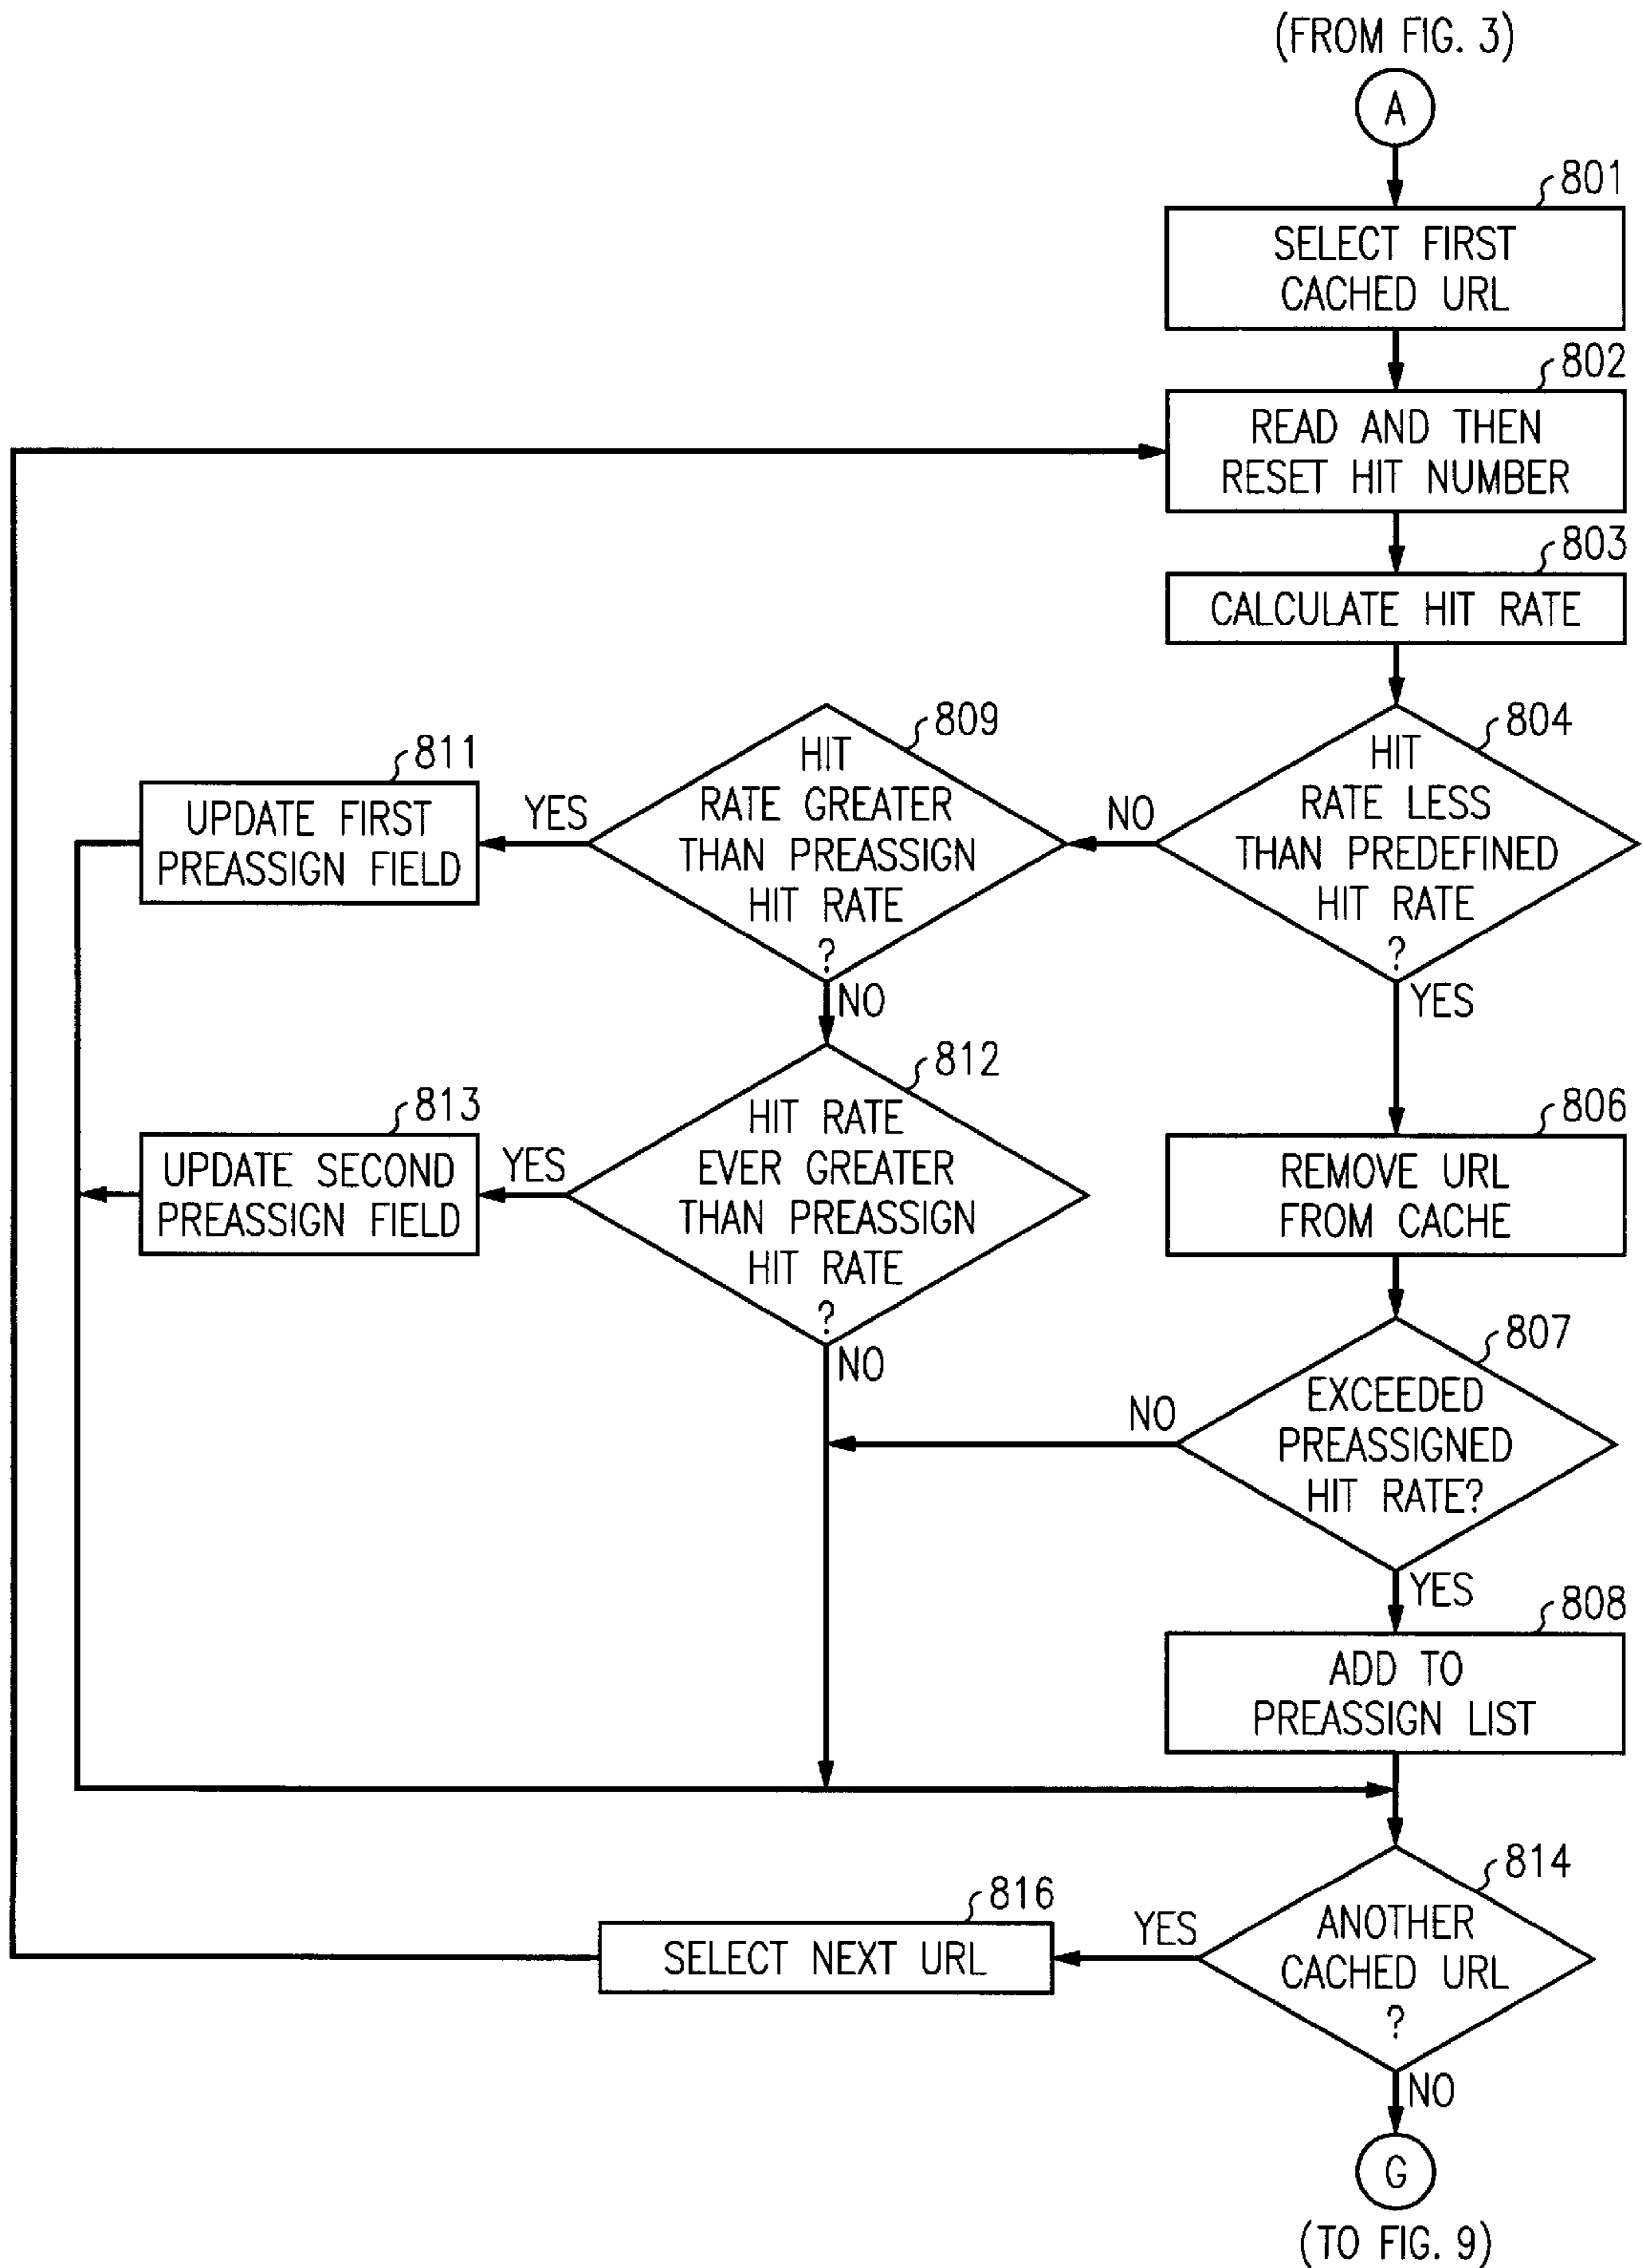 (FROM FIG. 3)
A
801
SELECT FIRST
CACHED URL
802
READ AND THEN
RESET HIT NUMBER
803
CALCULATE HIT RATE
804
HIT
RATE LESS
THAN PREDEFINED
HIT RATE
?
NO
YES
809
HIT
RATE GREATER
THAN PREASSIGN
HIT RATE
?
YES
NO
811
UPDATE FIRST
PREASSIGN FIELD
812
HIT RATE
EVER GREATER
THAN PREASSIGN
HIT RATE
?
YES
NO
813
UPDATE SECOND
PREASSIGN FIELD
806
REMOVE URL
FROM CACHE
807
EXCEEDED
PREASSIGNED
HIT RATE?
NO
YES
808
ADD TO
PREASSIGN LIST
814
ANOTHER
CACHED URL
?
YES
816
SELECT NEXT URL
NO
G
(TO FIG. 9)